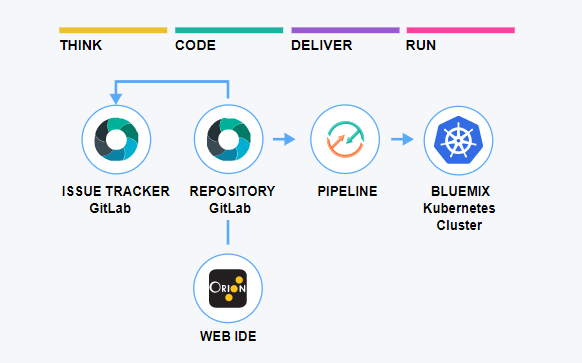 THINK
CODE
DELIVER
RUN
ISSUE TRACKER
GitLab
REPOSITORY
GitLab
PIPELINE
BLUEMIX
Kubernetes
Cluster
ORION
WEB IDE